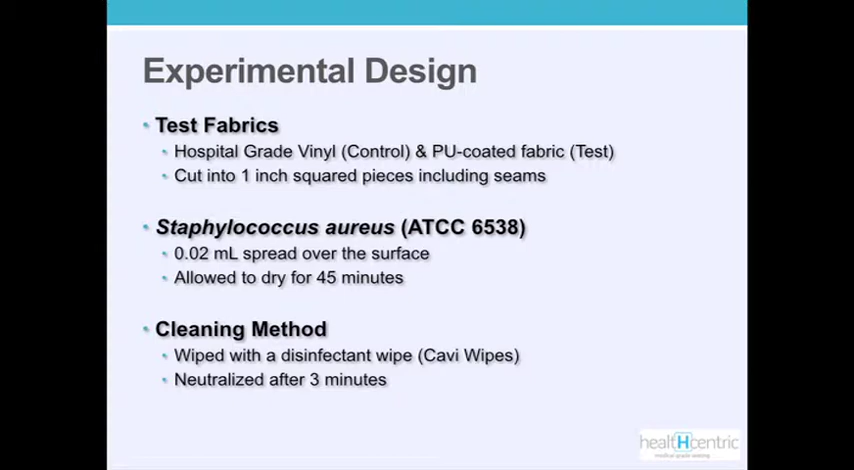 Experimental Design
• Test Fabrics
• Hospital Grade Vinyl (Control) & PU-coated fabric (Test)
• Cut into 1 inch squared pieces including seams
• Staphylococcus aureus (ATCC 6538)
• 0.02 mL spread over the surface
• Allowed to dry for 45 minutes
• Cleaning Method
• Wiped with a disinfectant wipe (Cavi Wipes)
• Neutralized after 3 minutes
healtHcentric
medical grade seating